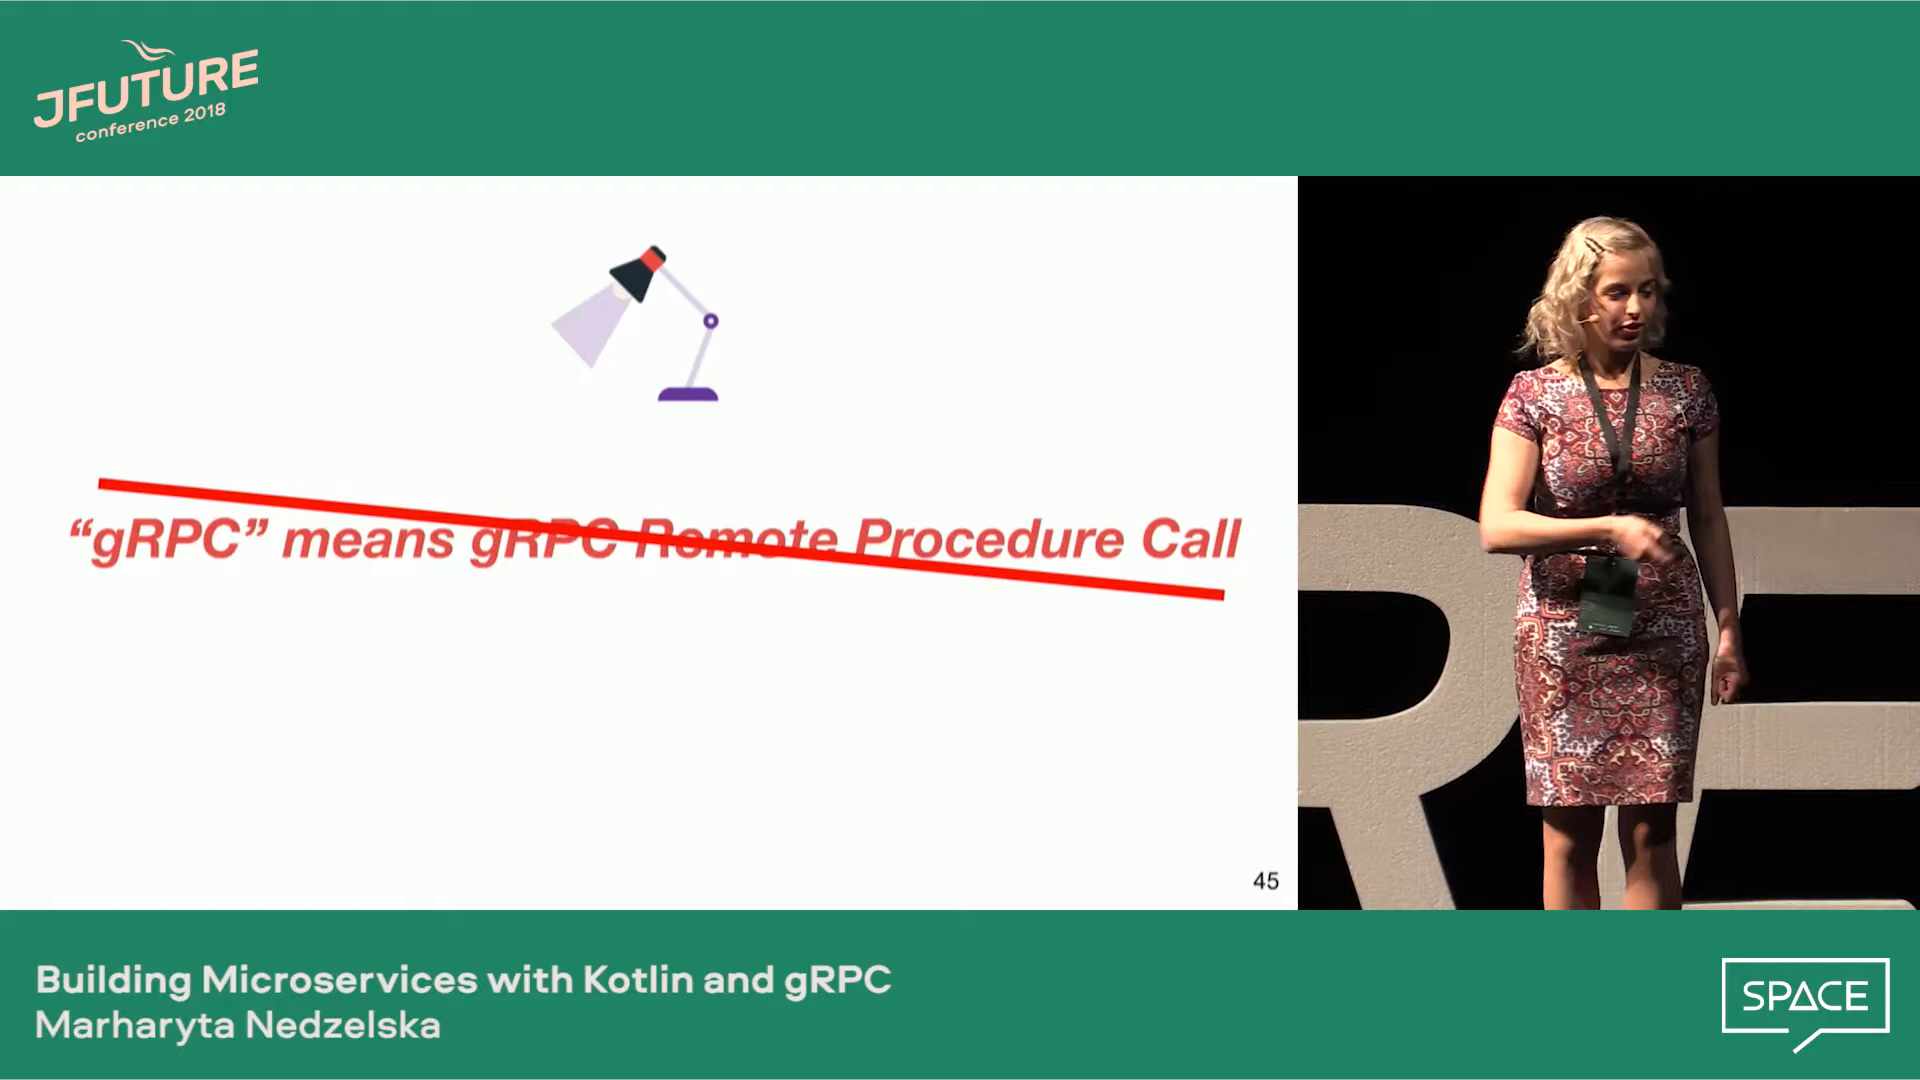 JFUTURE
conference 2018
“gRPC” means gRPC Remote Procedure Call
45
RE
Building Microservices with Kotlin and gRPC
Marharyta Nedzelska
SPACE